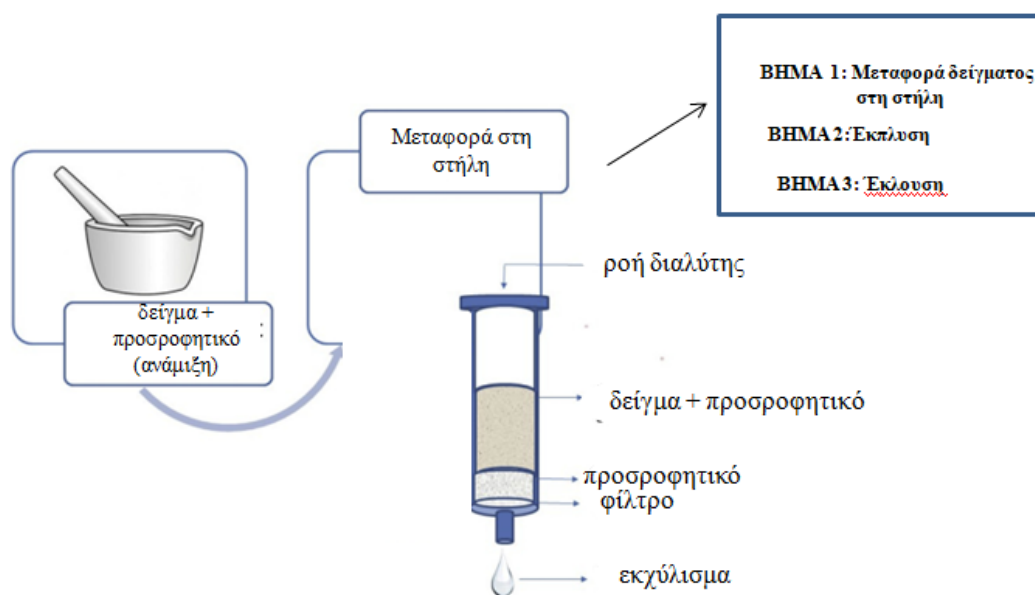 ΒΗΜΑ 1: Μεταφορά δείγματος
στη στήλη
ΒΗΜΑ 2: Έκπλυση
ΒΗΜΑ 3: Έκλουση
Μεταφορά στη
στήλη
δείγμα +
προσροφητικό :
(ανάμιξη)
ροή διαλύτης
δείγμα + προσροφητικό
προσροφητικό
φίλτρο
εκχύλισμα